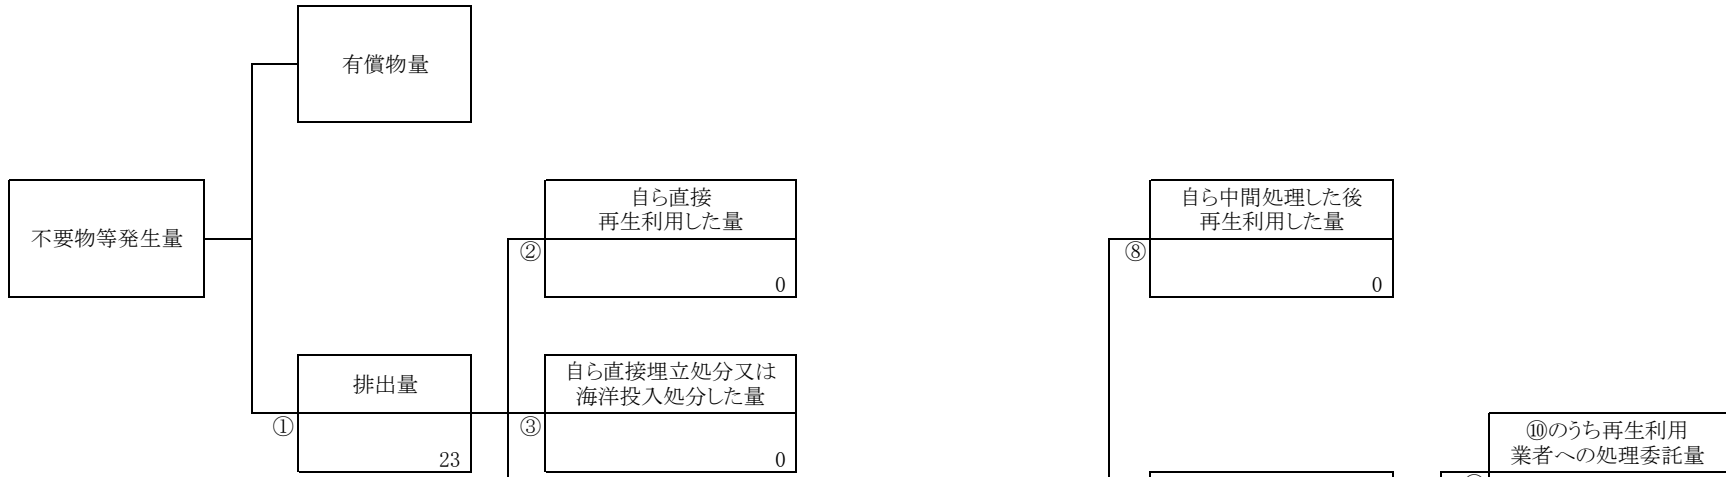 有償物量
不要物等発生量
自ら直接
再生利用した量
②
0
自ら中間処理した後
再生利用した量
⑧
0
排出量
①
23
自ら直接埋立処分又は
海洋投入処分した量
③
0
⑩のうち再生利用
業者への処理委託量